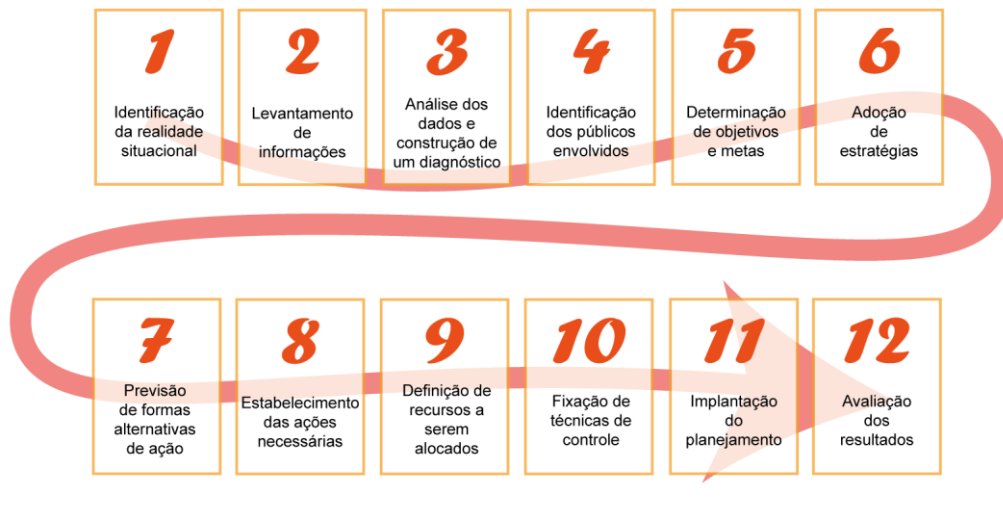 1
Identificação
da realidade
situacional
2
Levantamento
de
informações
3
Análise dos
dados e
construção de
um diagnóstico
4
Identificação
dos públicos
envolvidos
5
Determinação
de objetivos
e metas
6
Adoção
de
estratégias
7
Previsão
de formas
alternativas
de ação
8
Estabelecimento
das ações
necessárias
9
Definição de
recursos a
serem
alocados
10
Fixação de
técnicas de
controle
11
Implantação
do
planejamento
12
Avaliação
dos
resultados